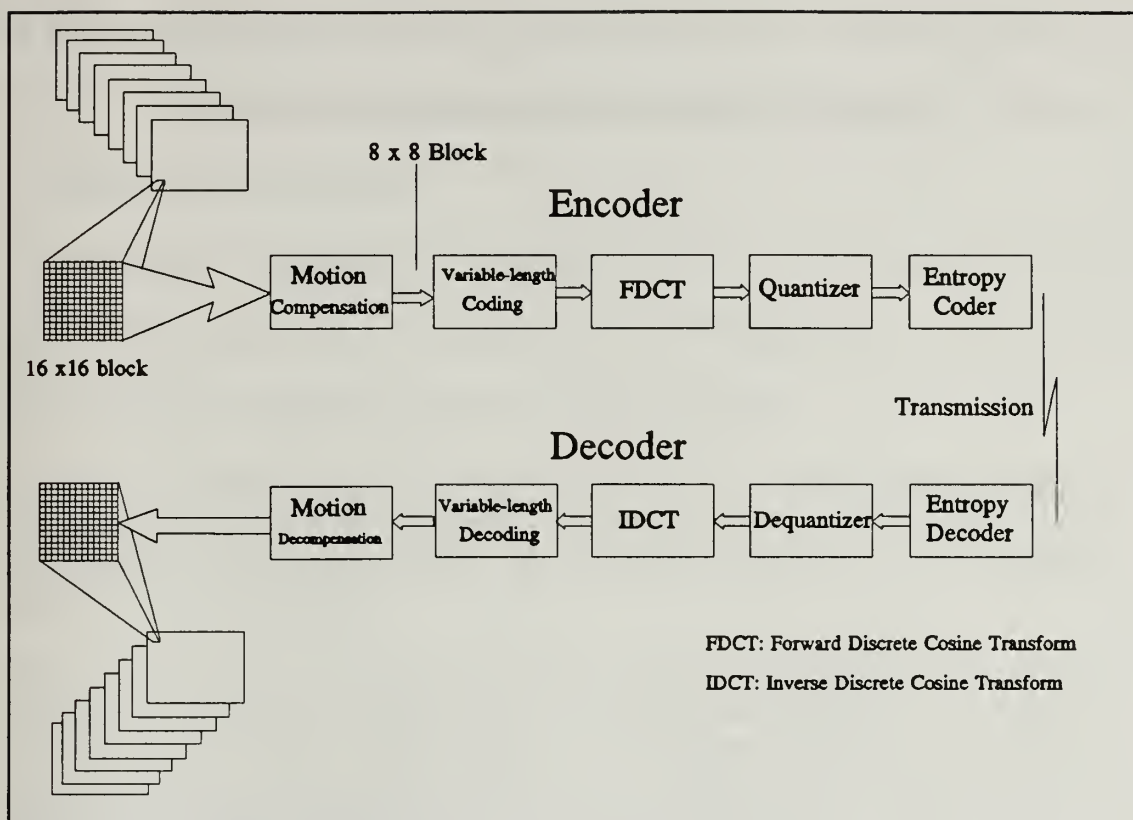 8 x 8 Block
Encoder
Motion
Compensation
Variable-length
Coding
FDCT
Quantizer
Entropy
Coder
16 x16 block
Transmission
Decoder
Motion
Decompensation
Variable-length
Decoding
IDCT
Dequantizer
Entropy
Decoder
FDCT: Forward Discrete Cosine Transform
IDCT: Inverse Discrete Cosine Transform